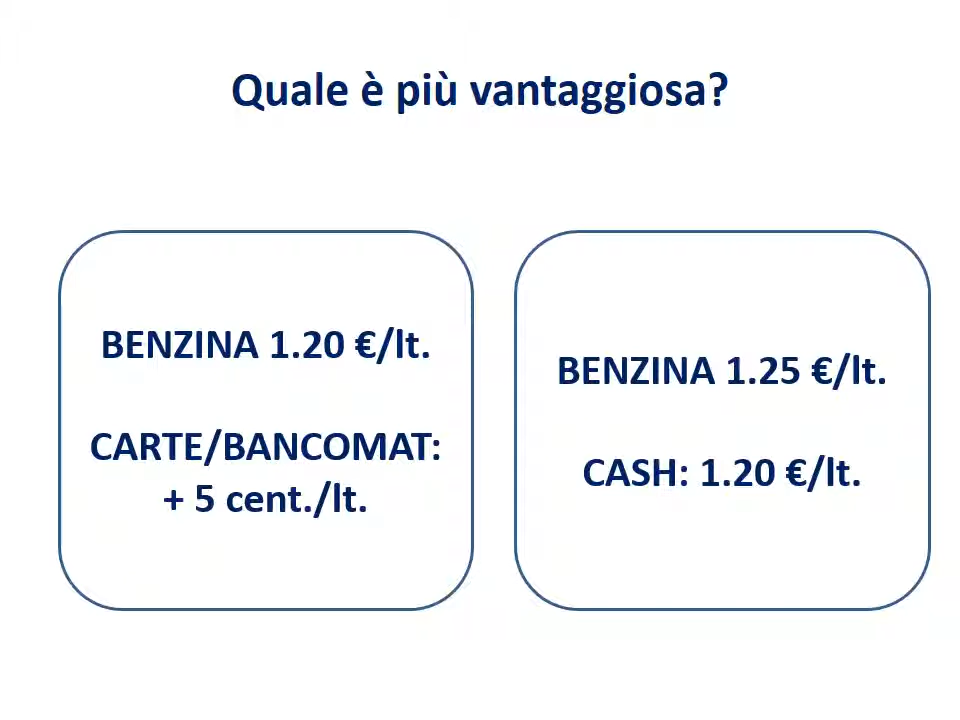 Quale è più vantaggiosa?
BENZINA 1.20 €/lt.
CARTE/BANCOMAT:
+ 5 cent./lt.
BENZINA 1.25 €/lt.
CASH: 1.20 €/lt.